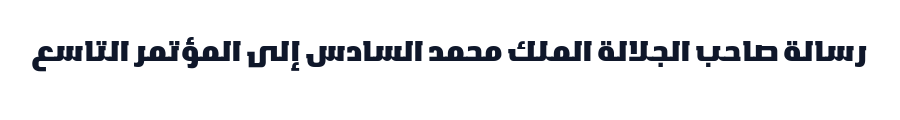 رسالة صاحب الجلالة الملك محمد السادس إلى المؤتمر التاسع